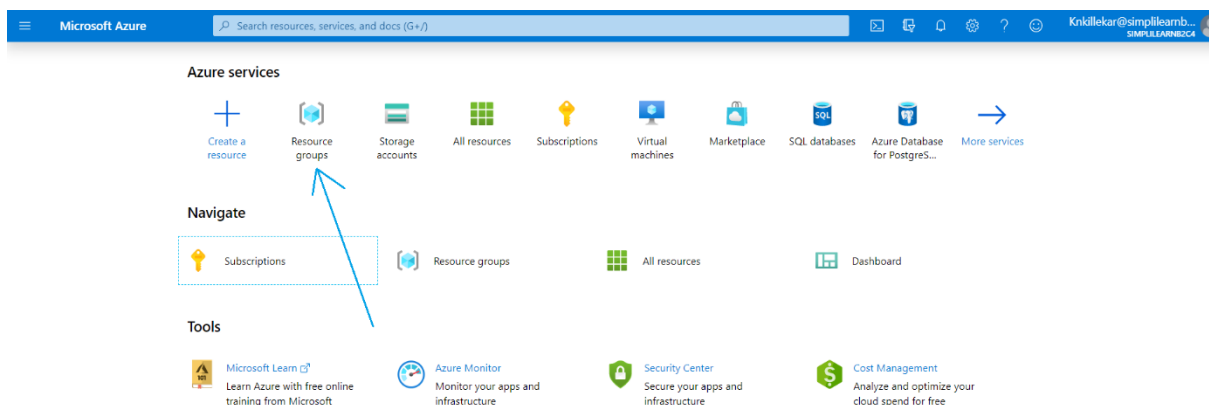 Microsoft Azure
Search resources, services, and docs (G+/)
Knkillekar@simplilearnb...
SIMPLILEARNB2C4
Azure services
Create a
resource
Resource
groups
Storage
accounts
All resources
Subscriptions
Virtual
machines
Marketplace
SQL
SQL databases
Azure Database
for PostgreS...
More services
Navigate
Subscriptions
Resource groups
All resources
Dashboard
Tools
Microsoft Learn
Learn Azure with free online
training from Microsoft
Azure Monitor
Monitor your apps and
infrastructure
Security Center
Secure your apps and
infrastructure
Cost Management
Analyze and optimize your
cloud spend for free